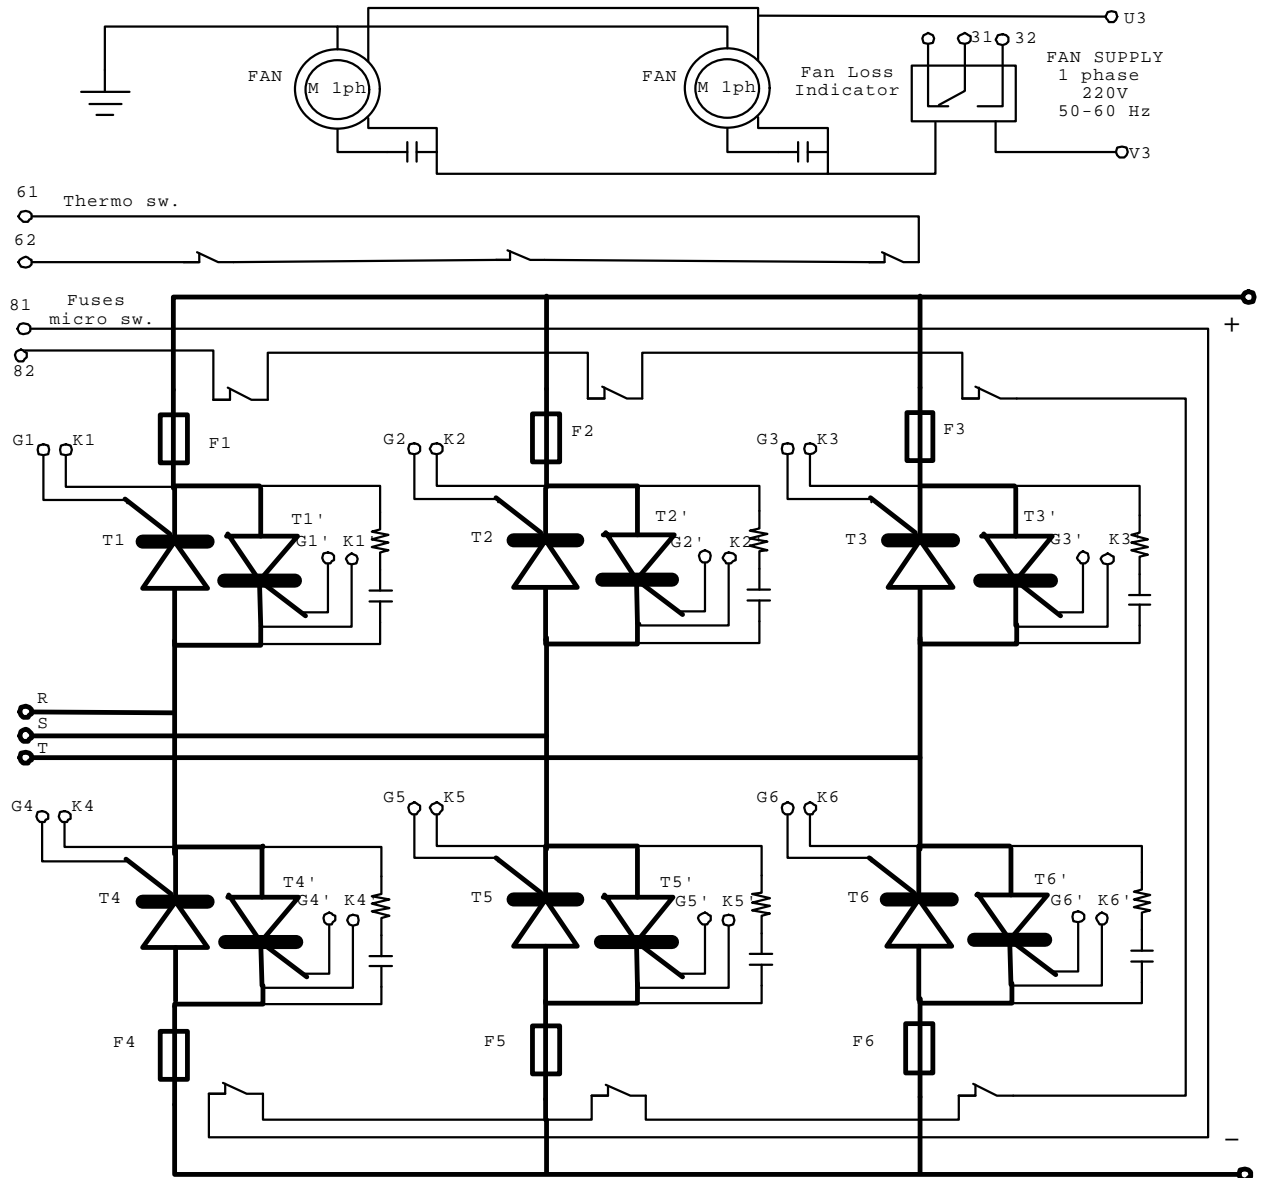 U3
31 32
FAN SUPPLY
1 phase
220V
50-60 Hz
FAN
M 1ph
FAN
M 1ph
Fan Loss
Indicator
V3
61
Thermo sw.
62
81
Fuses
micro sw.
82
+
G1 K1
F1
G2 K2
F2
G3 K3
F3
T1
T1'
G1' K1'
T2
T2'
G2' K2
T3
T3'
G3' K3
R
S
T
G4 K4
G5 K5
G6 K6
T4
T4'
G4' K4
T5
T5'
G5' K5'
T6
T6'
G6' K6'
F4
F5
F6
-